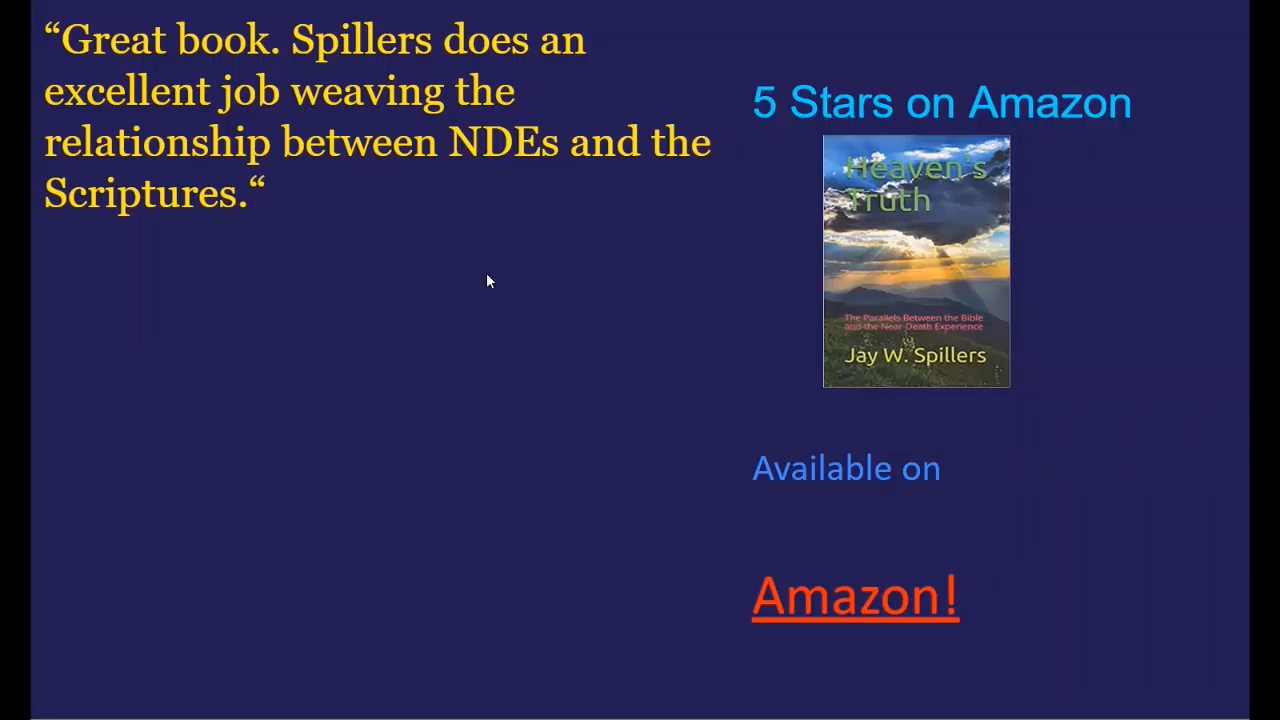 “Great book. Spillers does an
excellent job weaving the
relationship between NDEs and the
Scriptures.“
5 Stars on Amazon
Heaven's
Truth
The Parallels Between the Bible
and the Near Death Experience
Jay W. Spillers
Available on
Amazon!